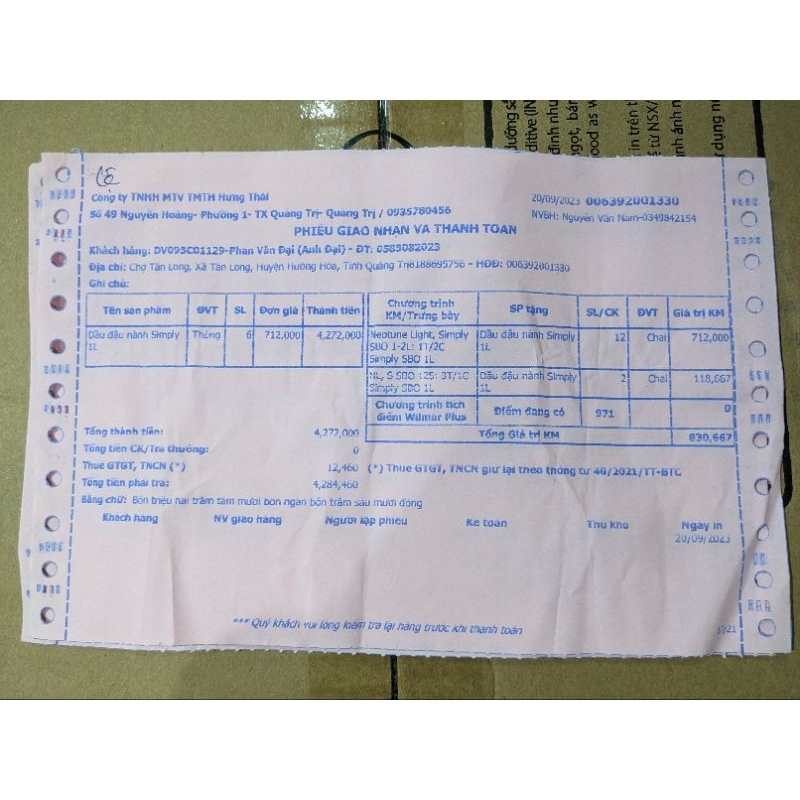 Công ty TNHH MTV TMTH Hưng Thái
20/09/2023 006392001330
Số 49 Nguyễn Hoàng- Phường 1- TX Quảng Trị- Quảng Trị / 0935780456
NVBH: Nguyễn Văn Nam-0349842154
PHIẾU GIAO NHẬN VÀ THANH TOÁN
Khách hàng: DV093C01129-Phan Văn Đại (Anh Đại) - ĐT: 0585082023
Địa chỉ: Chợ Tân Long, Xã Tân Long, Huyện Hướng Hóa, Tỉnh Quảng Trị8188695756 - HĐĐ: 006392001330
Ghi chú:
Tên sản phẩm ĐVT SL Đơn giá Thành tiền Chương trình KM/Trưng bày SP tặng SL/CK ĐVT Giá trị KM
Dầu đậu nành Simply 1L Thùng 6 712,000 4,272,000
Neptune Light, Simply SBO 1-2L: 1T/2C Simply SBO 1L Dầu đậu nành Simply 1L 12 Chai 712,000
NL, S SBO 125: 3T/1C Simply SBO 1L Dầu đậu nành Simply 1L 2 Chai 118,667
Chương trình tích điểm Wilmar Plus Điểm đang có 971 0
Tổng Giá trị KM 830,667
Tổng thành tiền: 4,272,000
Tổng tiền CK/Trả thưởng: 0
Thuế GTGT, TNCN (*) 12,460 (*) Thuế GTGT, TNCN giữ lại theo thông tư 40/2021/TT-BTC
Tổng tiền phải trả: 4,284,460
Bằng chữ: Bốn triệu hai trăm tám mươi bốn ngàn bốn trăm sáu mươi đồng
Khách hàng NV giao hàng Người lập phiếu Kế toán Thủ kho Ngày in
20/09/2023
*** Quý khách vui lòng kiểm tra lại hàng trước khi thanh toán